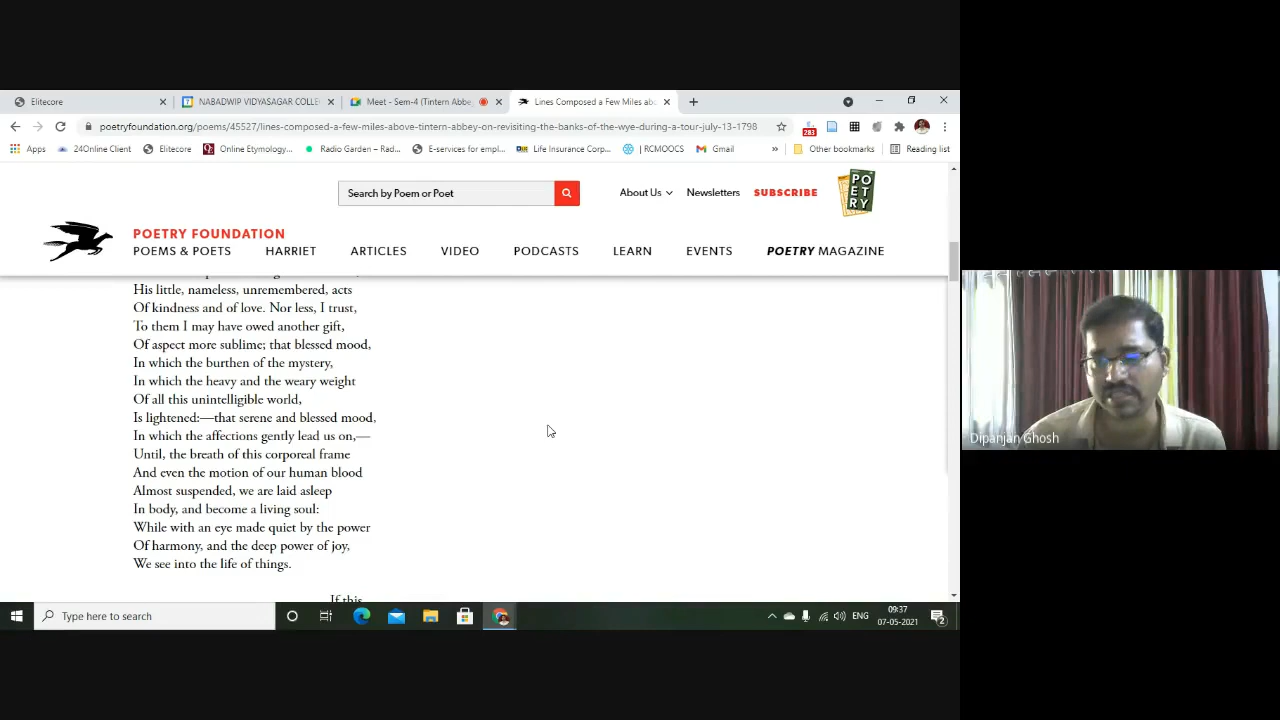 Elitecore
NABADWIP VIDYASAGAR COLLE
Meet - Sem-4 (Tintern Abbe
Lines Composed a Few Miles abo
poetryfoundation.org/poems/45527/lines-composed-a-few-miles-above-tintern-abbey-on-revisiting-the-banks-of-the-wye-during-a-tour-july-13-1798
283
Apps
24Online Client
Elitecore
Online Etymology...
Radio Garden – Rad...
E-services for empl...
Life Insurance Corp...
| RCMOOCS
Gmail
»
Other bookmarks
Reading list
Search by Poem or Poet
About Us
Newsletters
SUBSCRIBE
PO
ET
RY
POETRY FOUNDATION
POEMS & POETS
HARRIET
ARTICLES
VIDEO
PODCASTS
LEARN
EVENTS
POETRY MAGAZINE
His little, nameless, unremembered, acts
Of kindness and of love. Nor less, I trust,
To them I may have owed another gift,
Of aspect more sublime; that blessed mood,
In which the burthen of the mystery,
In which the heavy and the weary weight
Of all this unintelligible world,
Is lightened:—that serene and blessed mood,
In which the affections gently lead us on,—
Until, the breath of this corporeal frame
And even the motion of our human blood
Almost suspended, we are laid asleep
In body, and become a living soul:
While with an eye made quiet by the power
Of harmony, and the deep power of joy,
We see into the life of things.
If this
Dipanjan Ghosh
Type here to search
ENG
09:37
07-05-2021
2